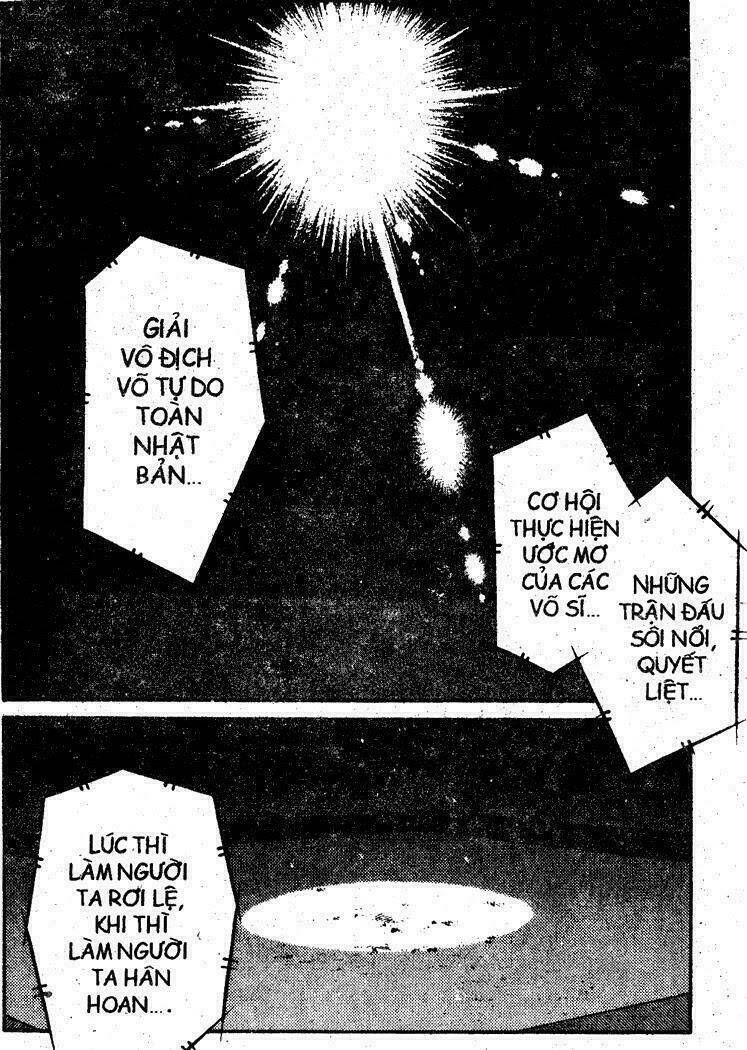 GIẢI
VÔ ĐỊCH
VÕ TỰ DO
TOÀN
NHẬT
BẢN...
CƠ HỘI
THỰC HIỆN
ƯỚC MƠ
CỦA CÁC
VÕ SĨ...
NHỮNG
TRẬN ĐẤU
SÔI NỔI,
QUYẾT
LIỆT...
LÚC THÌ
LÀM NGƯỜI
TA RƠI LỆ,
KHI THÌ
LÀM NGƯỜI
TA HÂN
HOAN....